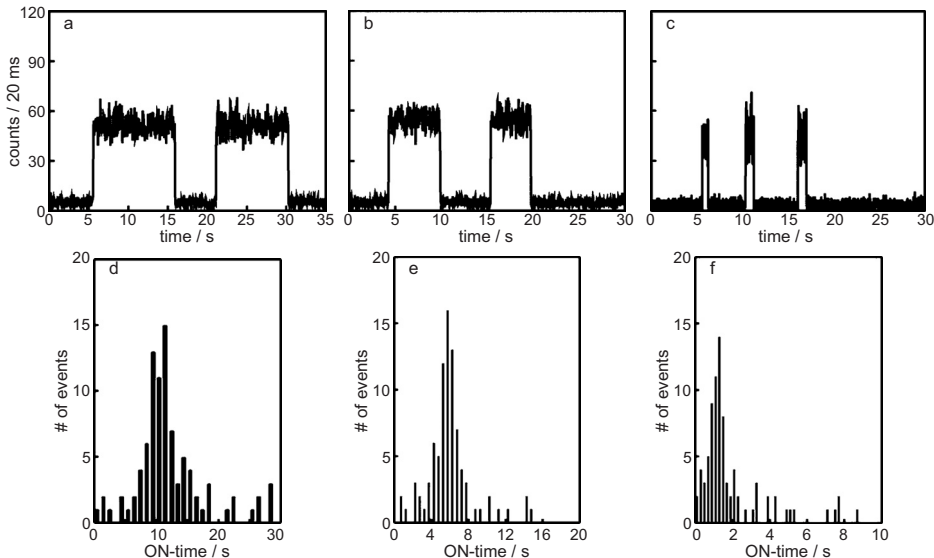 a
b
c
120
90
60
30
0
counts / 20 ms
0 5 10 15 20 25 30 35
time / s
0 5 10 15 20 25 30
time / s
0 5 10 15 20 25 30
time / s
d
e
f
20
15
10
5
0
# of events
0 10 20 30
ON-time / s
20
15
10
5
0
# of events
0 4 8 12 16 20
ON-time / s
20
15
10
5
0
# of events
0 2 4 6 8 10
ON-time / s